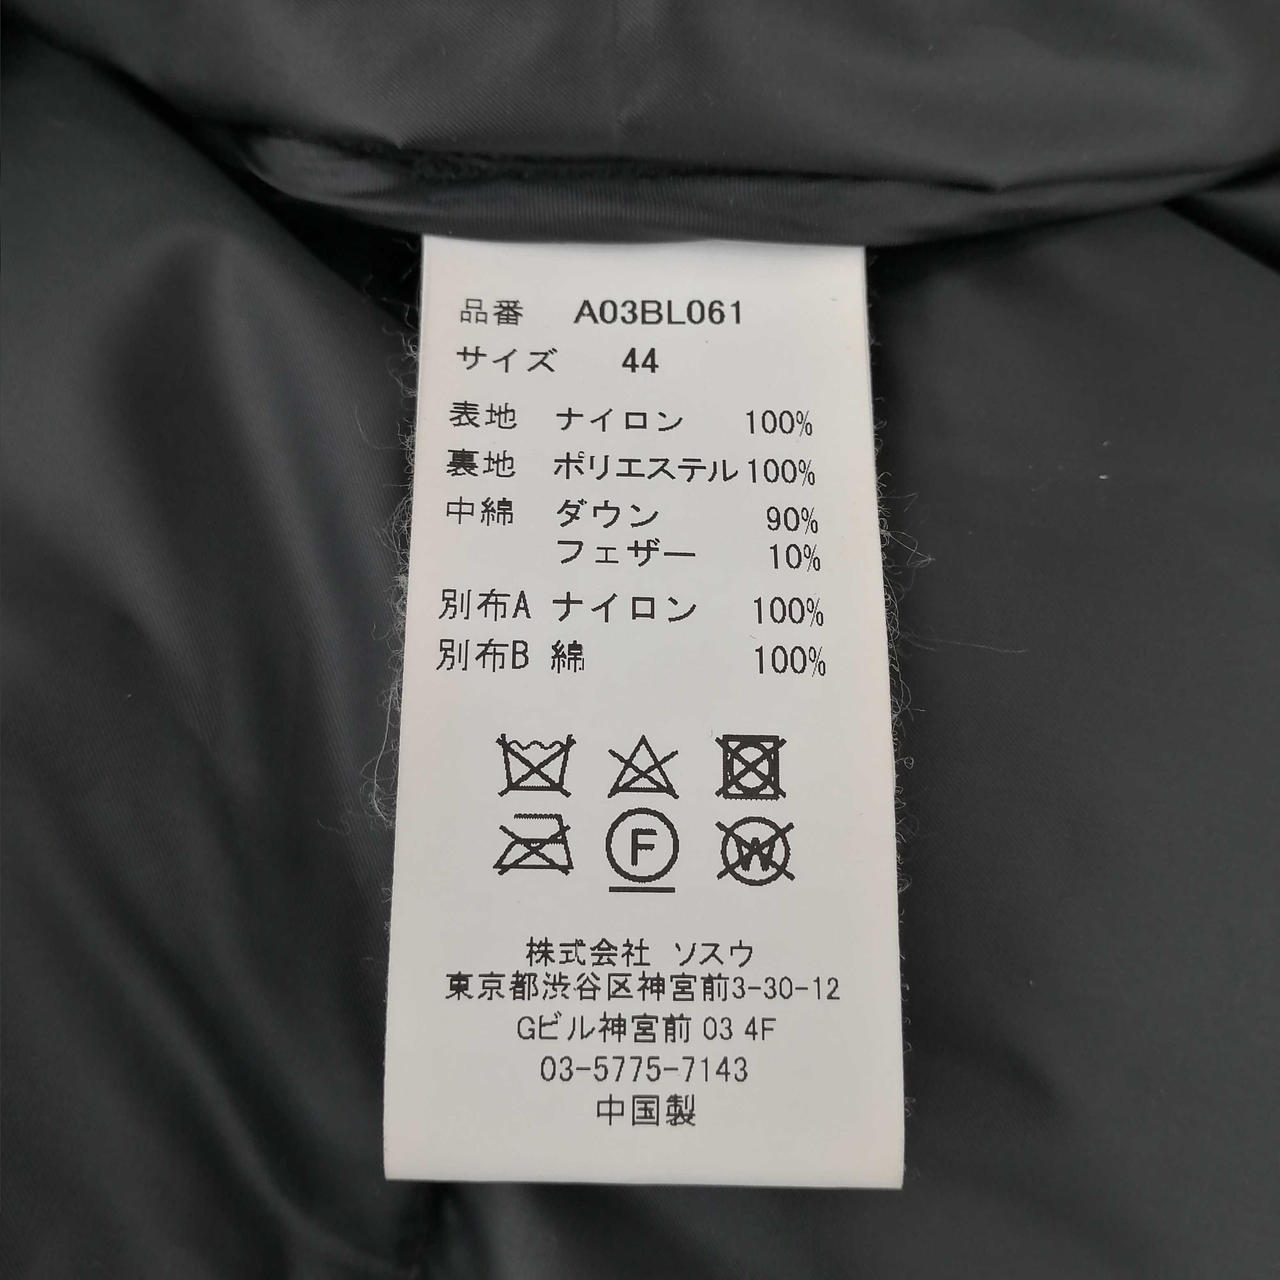 品番 A03BL061
サイズ 44
表地 ナイロン 100%
裏地 ポリエステル 100%
中綿 ダウン 90%
フェザー 10%
別布A ナイロン 100%
別布B 綿 100%
F W
株式会社 ソスウ
東京都渋谷区神宮前3-30-12
Gビル神宮前 03 4F
03-5775-7143
中国製